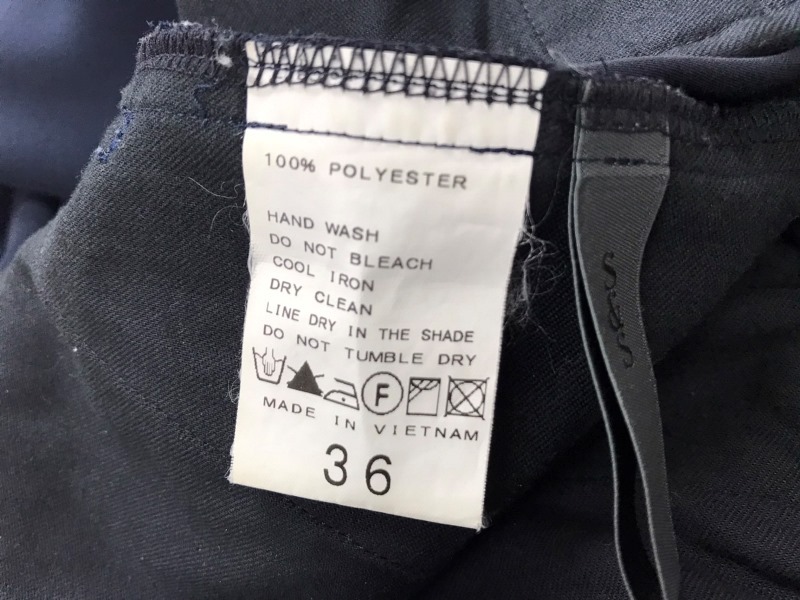 100% POLYESTER
HAND WASH
DO NOT BLEACH
COOL IRON
DRY CLEAN
LINE DRY IN THE SHADE
DO NOT TUMBLE DRY
F
MADE IN VIETNAM
36